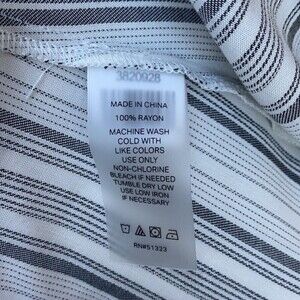 3820928
MADE IN CHINA
100% RAYON
MACHINE WASH
COLD WITH
LIKE COLORS
USE ONLY
NON-CHLORINE
BLEACH IF NEEDED
TUMBLE DRY LOW
USE LOW IRON
IF NECESSARY
RN#51323